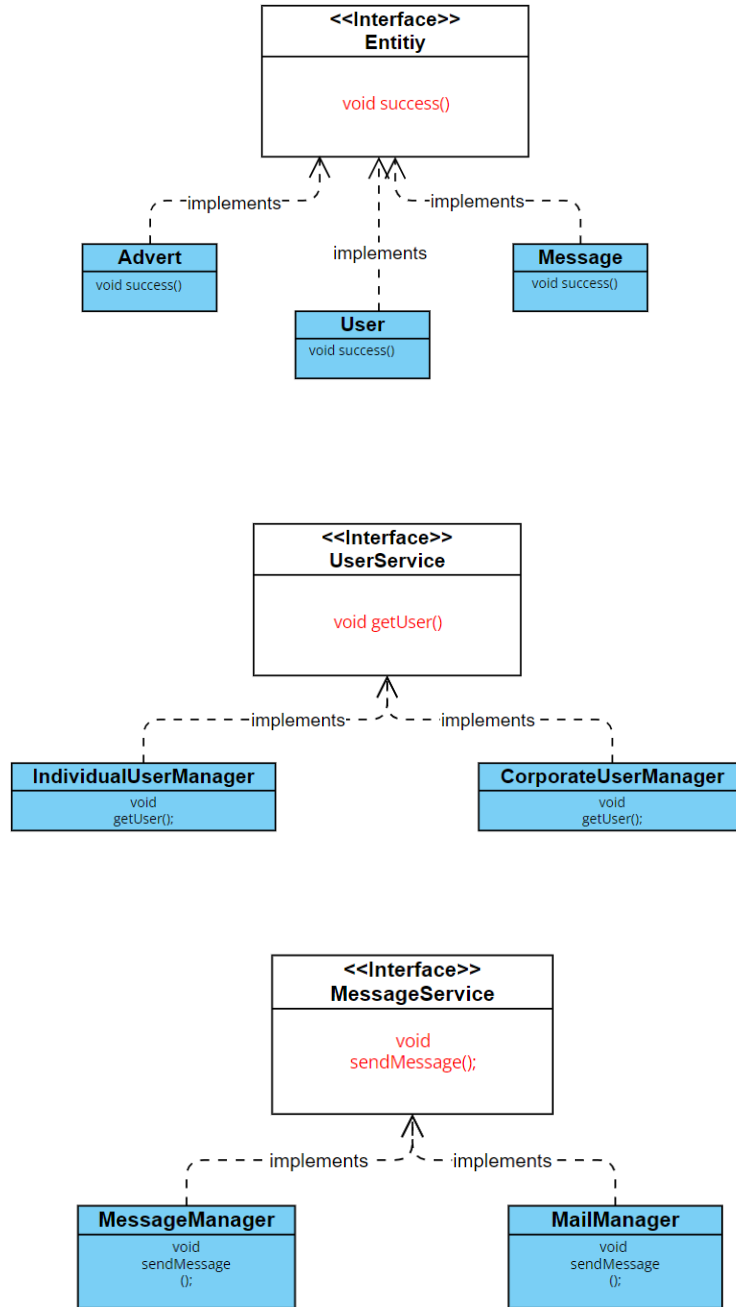 <<Interface>>
Entitiy
void success()
implements
implements
implements
Advert
void success()
Message
void success()
User
void success()
<<Interface>>
UserService
void getUser()
implements
implements
IndividualUserManager
void
getUser();
CorporateUserManager
void
getUser();
<<Interface>>
MessageService
void
sendMessage();
implements
implements
MessageManager
void
sendMessage
();
MailManager
void
sendMessage
();